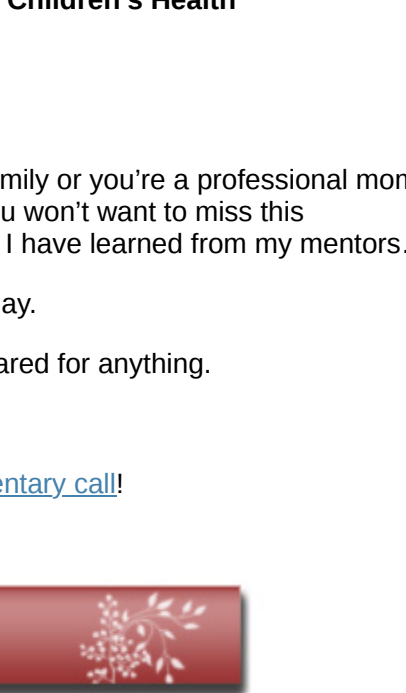 Children's Health
mily or you're a professional mom
u won't want to miss this
I have learned from my mentors.
ay.
ared for anything.
entary call!